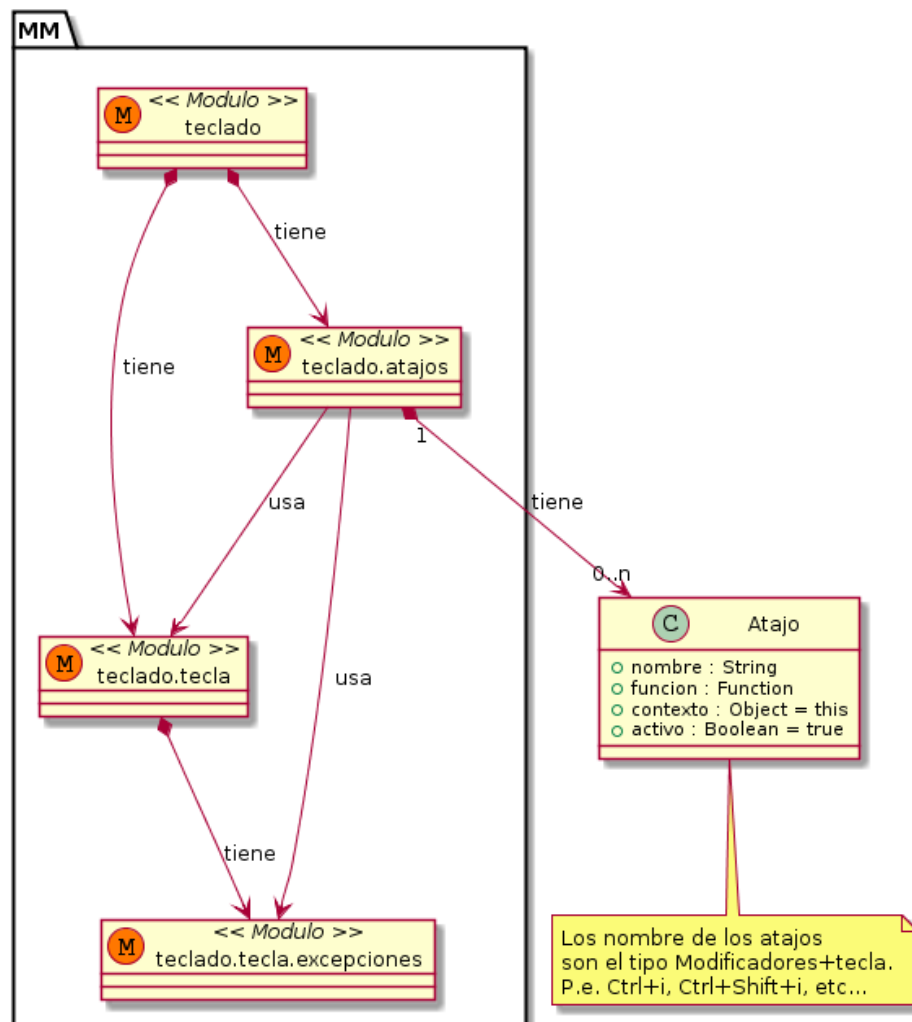 MM
M
<< Modulo >>
teclado
tiene
M
<< Modulo >>
teclado.atajos
tiene
1
usa
tiene
0..n
C
Atajo
nombre : String
funcion : Function
contexto : Object = this
activo : Boolean = true
M
<< Modulo >>
teclado.tecla
usa
tiene
M
<< Modulo >>
teclado.tecla.excepciones
Los nombre de los atajos
son el tipo Modificadores+tecla.
P.e. Ctrl+i, Ctrl+Shift+i, etc...